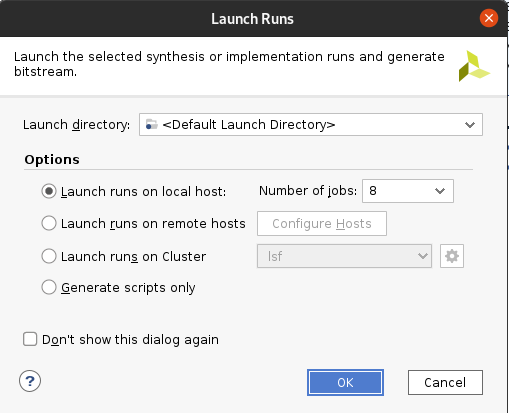 Launch Runs
Launch the selected synthesis or implementation runs and generate
bitstream.
Launch directory: <Default Launch Directory>
Options
Launch runs on local host: Number of jobs: 8
Launch runs on remote hosts Configure Hosts
Launch runs on Cluster lsf
Generate scripts only
Don't show this dialog again
? OK Cancel